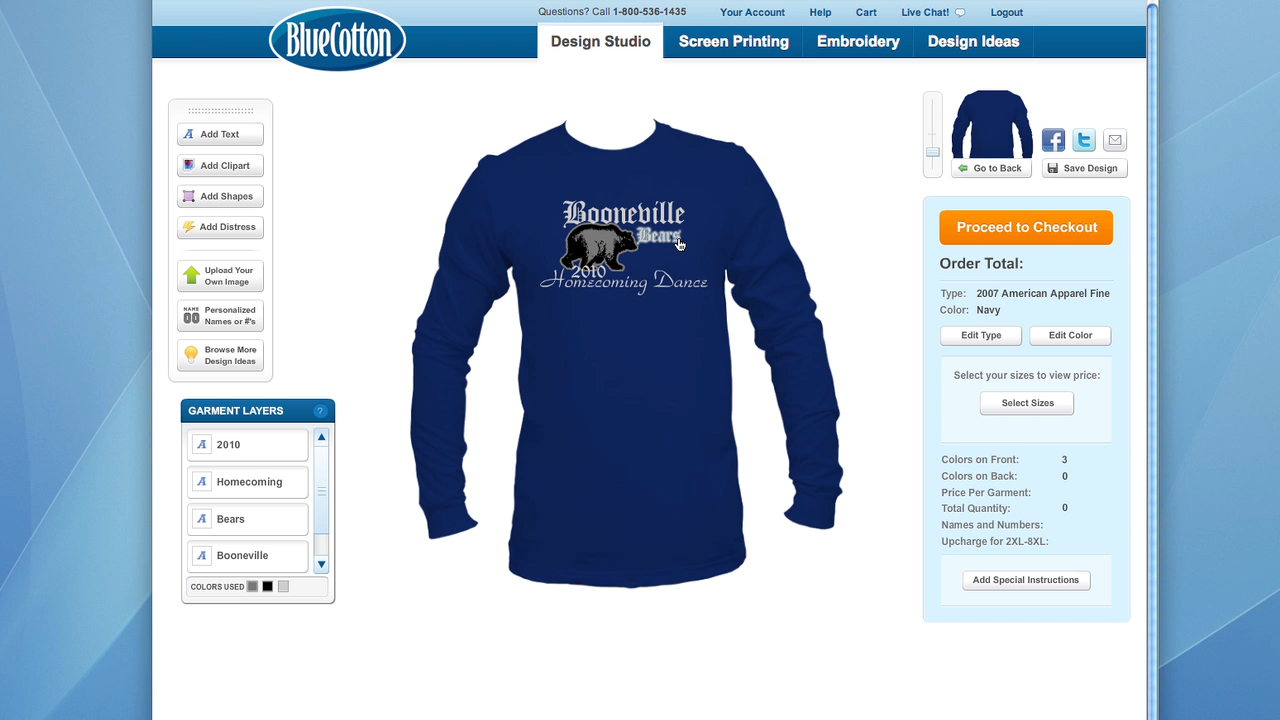 Questions? Call 1-800-536-1435
Your Account
Help
Cart
Live Chat!
Logout
BlueCotton
Design Studio
Screen Printing
Embroidery
Design Ideas
Add Text
Add Clipart
Add Shapes
Add Distress
Upload Your
Own Image
NAME
00
Personalized
Names or #'s
Browse More
Design Ideas
GARMENT LAYERS
?
2010
Homecoming
Bears
Booneville
COLORS USED
Booneville
Bears
2010
Homecoming Dance
Go to Back
Save Design
Proceed to Checkout
Order Total:
Type: 2007 American Apparel Fine
Color: Navy
Edit Type
Edit Color
Select your sizes to view price:
Select Sizes
Colors on Front: 3
Colors on Back: 0
Price Per Garment:
Total Quantity: 0
Names and Numbers:
Upcharge for 2XL-8XL:
Add Special Instructions